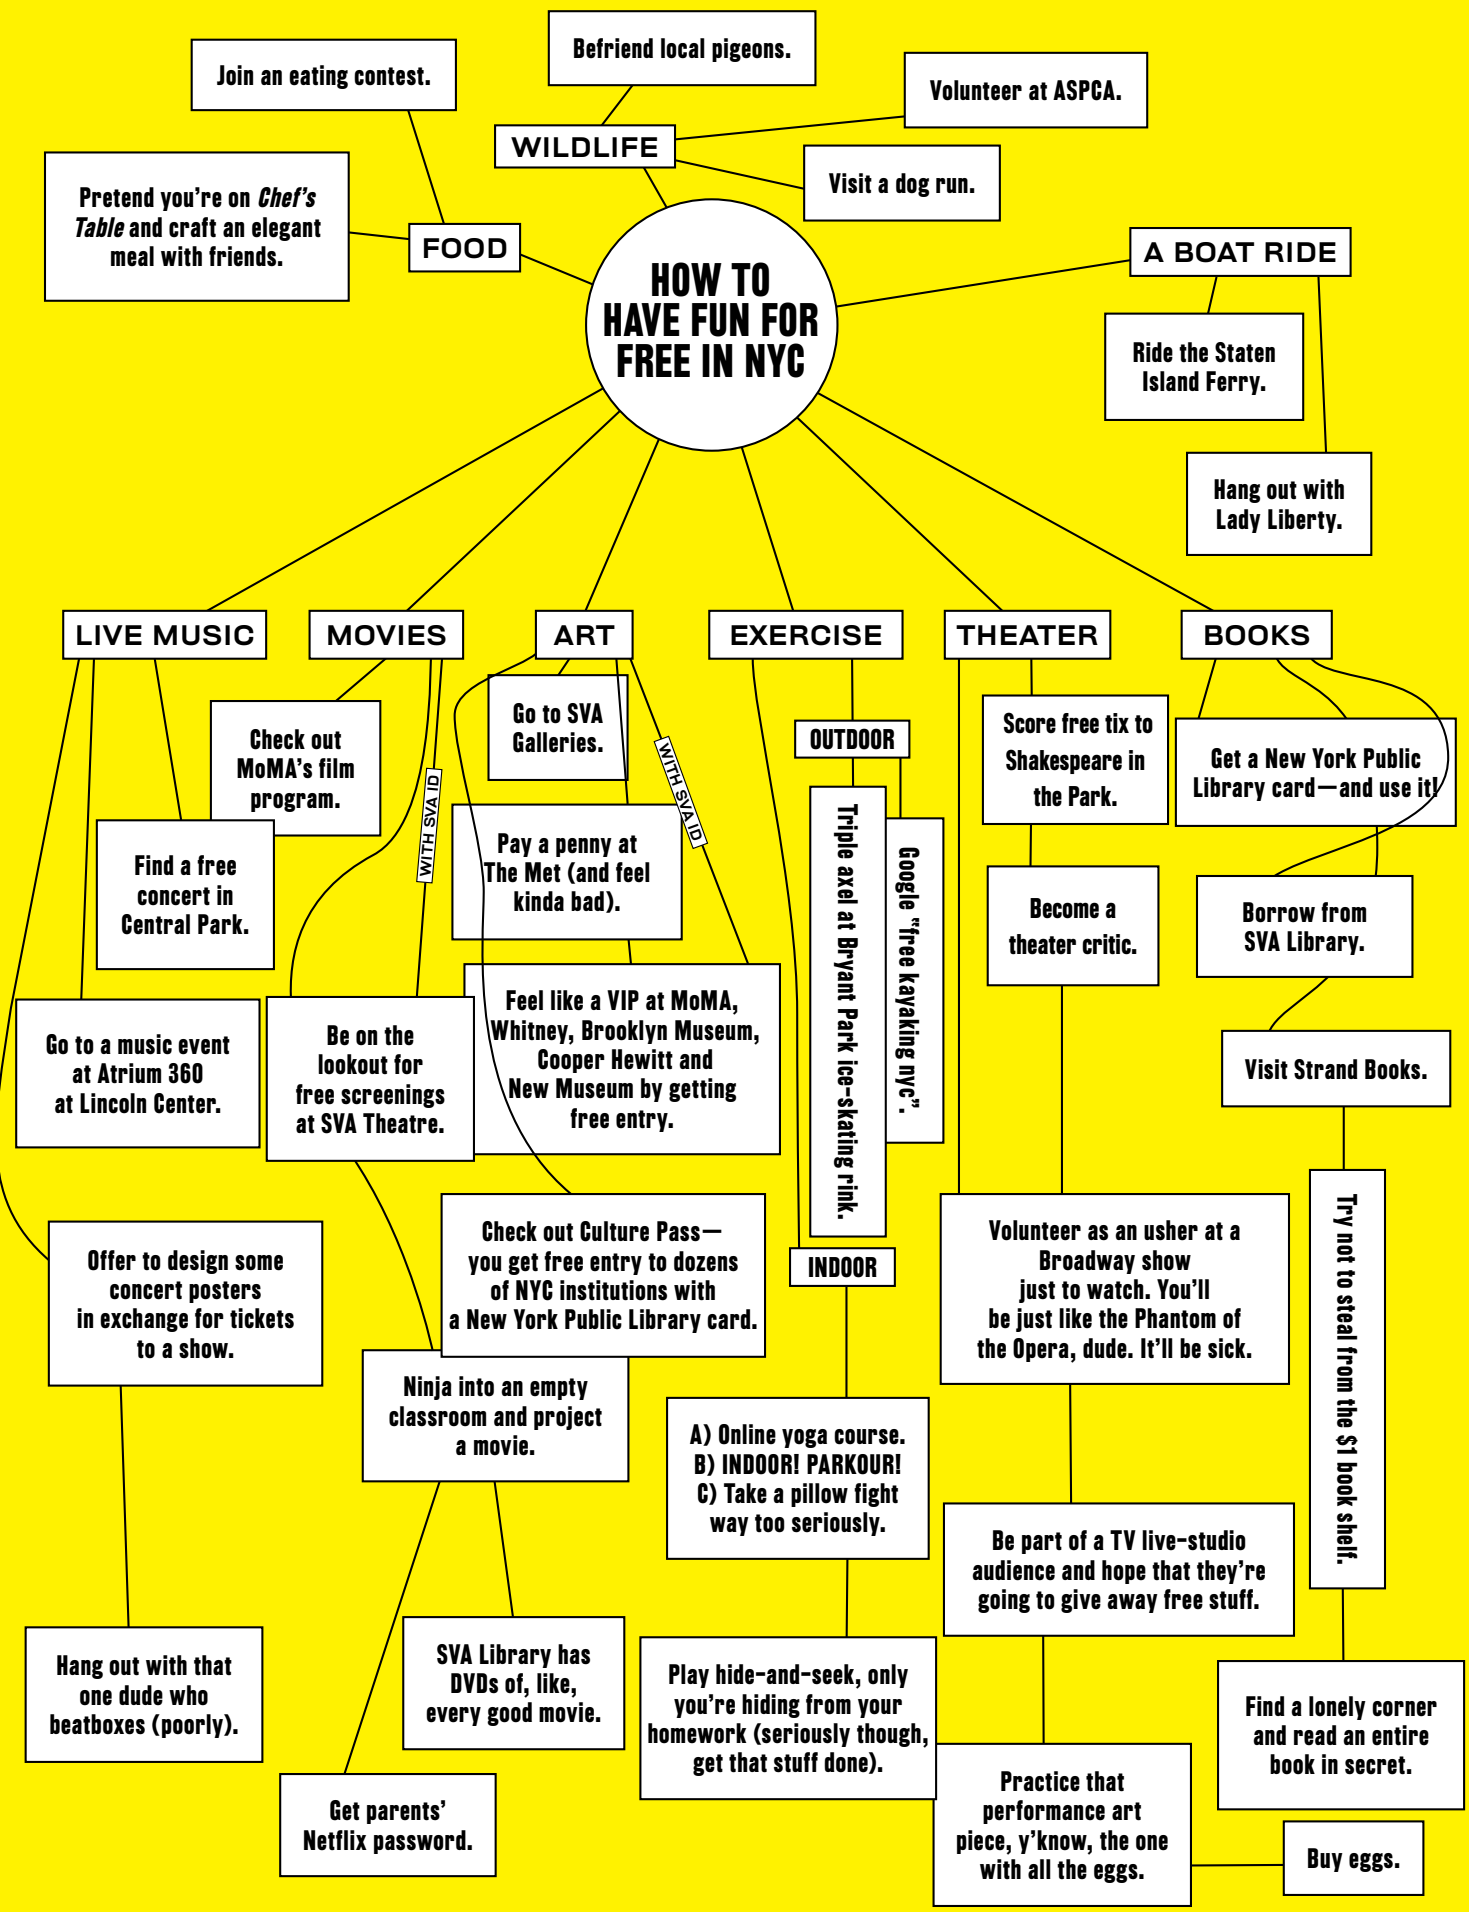 Befriend local pigeons.
Join an eating contest.
Volunteer at ASPCA.
WILDLIFE
Visit a dog run.
Pretend you’re on Chef’s
Table and craft an elegant
meal with friends.
FOOD
A BOAT RIDE
HOW TO
HAVE FUN FOR
FREE IN NYC
Ride the Staten
Island Ferry.
Hang out with
Lady Liberty.
LIVE MUSIC
MOVIES
ART
EXERCISE
THEATER
BOOKS
Find a free
concert in
Central Park.
Go to a music event
at Atrium 360
at Lincoln Center.
Offer to design some
concert posters
in exchange for tickets
to a show.
Hang out with that
one dude who
beatboxes (poorly).
Check out
MoMA’s film
program.
WITH SVA ID
Be on the
lookout for
free screenings
at SVA Theatre.
Ninja into an empty
classroom and project
a movie.
SVA Library has
DVDs of, like,
every good movie.
Get parents’
Netflix password.
Go to SVA
Galleries.
WITH SVA ID
Pay a penny at
The Met (and feel
kinda bad).
Feel like a VIP at MoMA,
Whitney, Brooklyn Museum,
Cooper Hewitt and
New Museum by getting
free entry.
Check out Culture Pass—
you get free entry to dozens
of NYC institutions with
a New York Public Library card.
OUTDOOR
Triple axel at Bryant Park ice-skating rink.
Google “free kayaking nyc”.
INDOOR
A) Online yoga course.
B) INDOOR! PARKOUR!
C) Take a pillow fight
way too seriously.
Play hide-and-seek, only
you’re hiding from your
homework (seriously though,
get that stuff done).
Score free tix to
Shakespeare in
the Park.
Become a
theater critic.
Volunteer as an usher at a
Broadway show
just to watch. You’ll
be just like the Phantom of
the Opera, dude. It’ll be sick.
Be part of a TV live-studio
audience and hope that they’re
going to give away free stuff.
Practice that
performance art
piece, y’know, the one
with all the eggs.
Buy eggs.
Get a New York Public
Library card—and use it!
Borrow from
SVA Library.
Visit Strand Books.
Try not to steal from the $1 book shelf.
Find a lonely corner
and read an entire
book in secret.